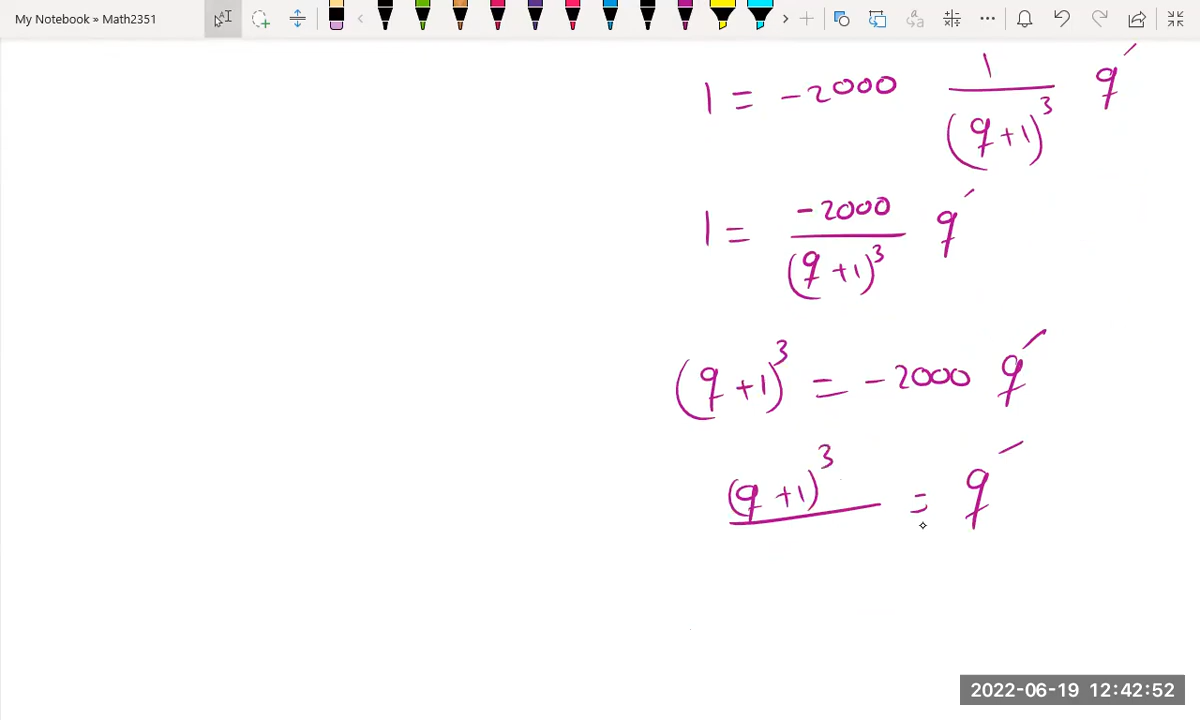 My Notebook » Math2351
1 = -2000 1/(q+1)^3 q′
1 = -2000/(q+1)^3 q′
(q+1)^3 = -2000 q′
(q+1)^3 = q′
2022-06-19 12:42:52